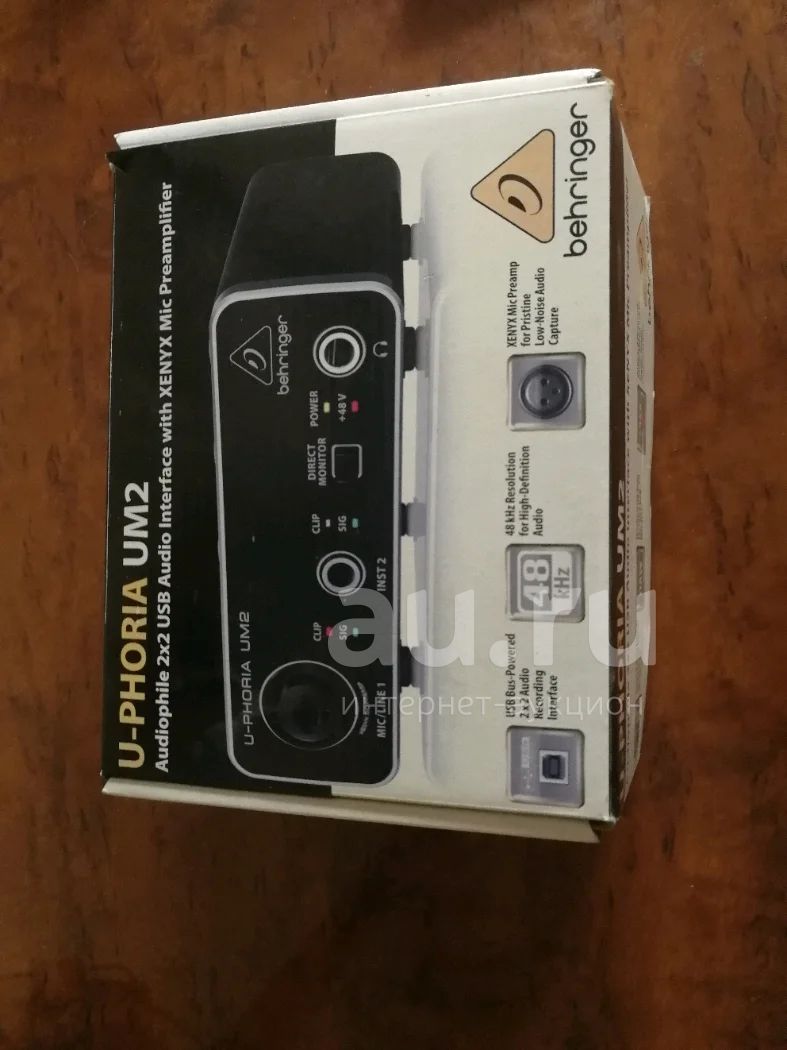 U-PHORIA UM2
Audiophile 2x2 USB Audio Interface with XENYX Mic Preamplifier
behringer
U-PHORIA UM2
behringer
CLIP
SIG
CLIP
SIG
DIRECT
MONITOR
POWER
+48 V
MIC/LINE 1
INST 2
USB Bus-Powered
2x2 Audio
Recording
Interface
48
kHz
48 kHz Resolution
for High-Definition
Audio
XENYX Mic Preamp
for Pristine
Low-Noise Audio
Capture
U-PHORIA UM2
au.ru
интернет-аукцион